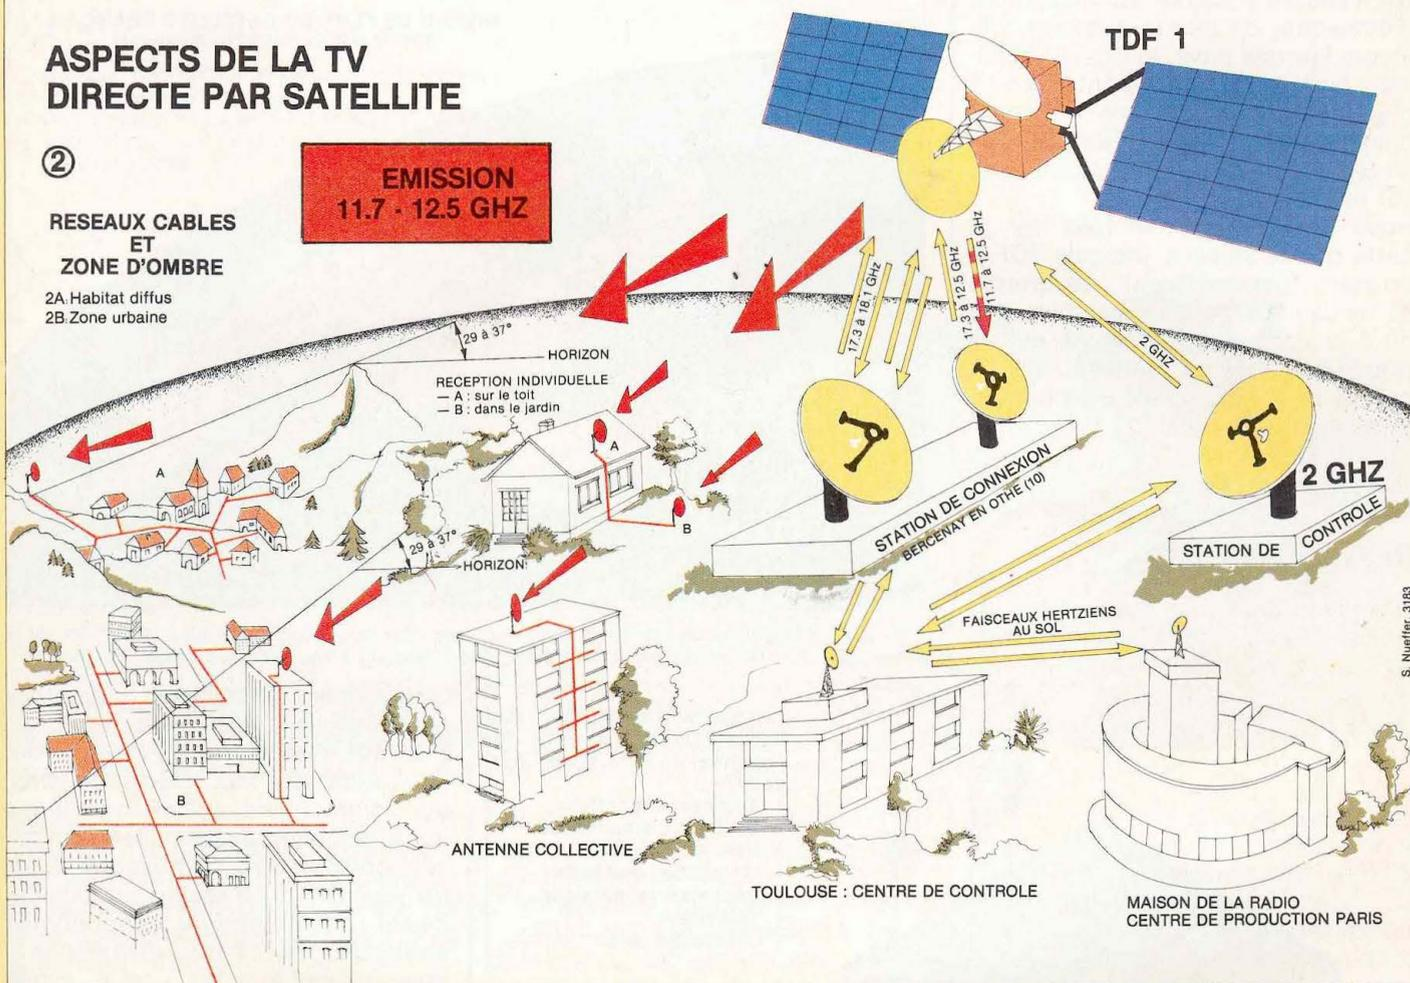 ASPECTS DE LA TV
DIRECTE PAR SATELLITE
TDF 1
②
EMISSION
11.7 - 12.5 GHZ
RESEAUX CABLES
ET
ZONE D'OMBRE
2A: Habitat diffus
2B: Zone urbaine
17.3 à 18.1 GHz
17.3 à 12.5 GHz
11.7 à 12.5 GHz
2 GHZ
29 à 37°
HORIZON
RECEPTION INDIVIDUELLE
— A : sur le toit
— B : dans le jardin
A
A
B
29 à 37°
HORIZON
STATION DE CONNEXION
BERCENAY EN OTHE (10)
2 GHZ
STATION DE CONTROLE
FAISCEAUX HERTZIENS
AU SOL
S. Nueffer 3183
B
ANTENNE COLLECTIVE
TOULOUSE : CENTRE DE CONTROLE
MAISON DE LA RADIO
CENTRE DE PRODUCTION PARIS